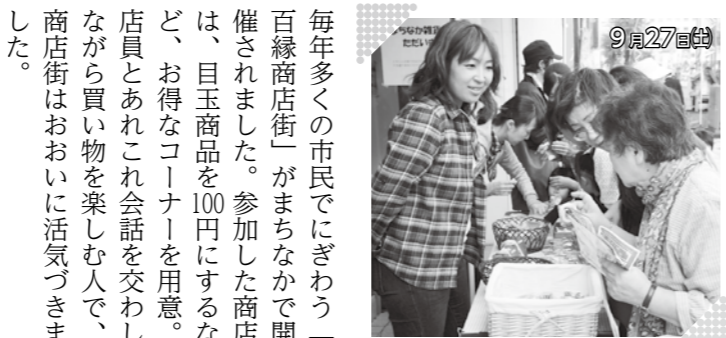 9月27日(土)
毎年多くの市民でにぎわう「
百縁商店街」がまちなかで開
催されました。参加した商店
は、目玉商品を100円にするな
ど、お得なコーナーを用意。
店員とあれこれ会話を交わし
ながら買い物を楽しむ人で、
商店街はおおいに活気づきま
した。